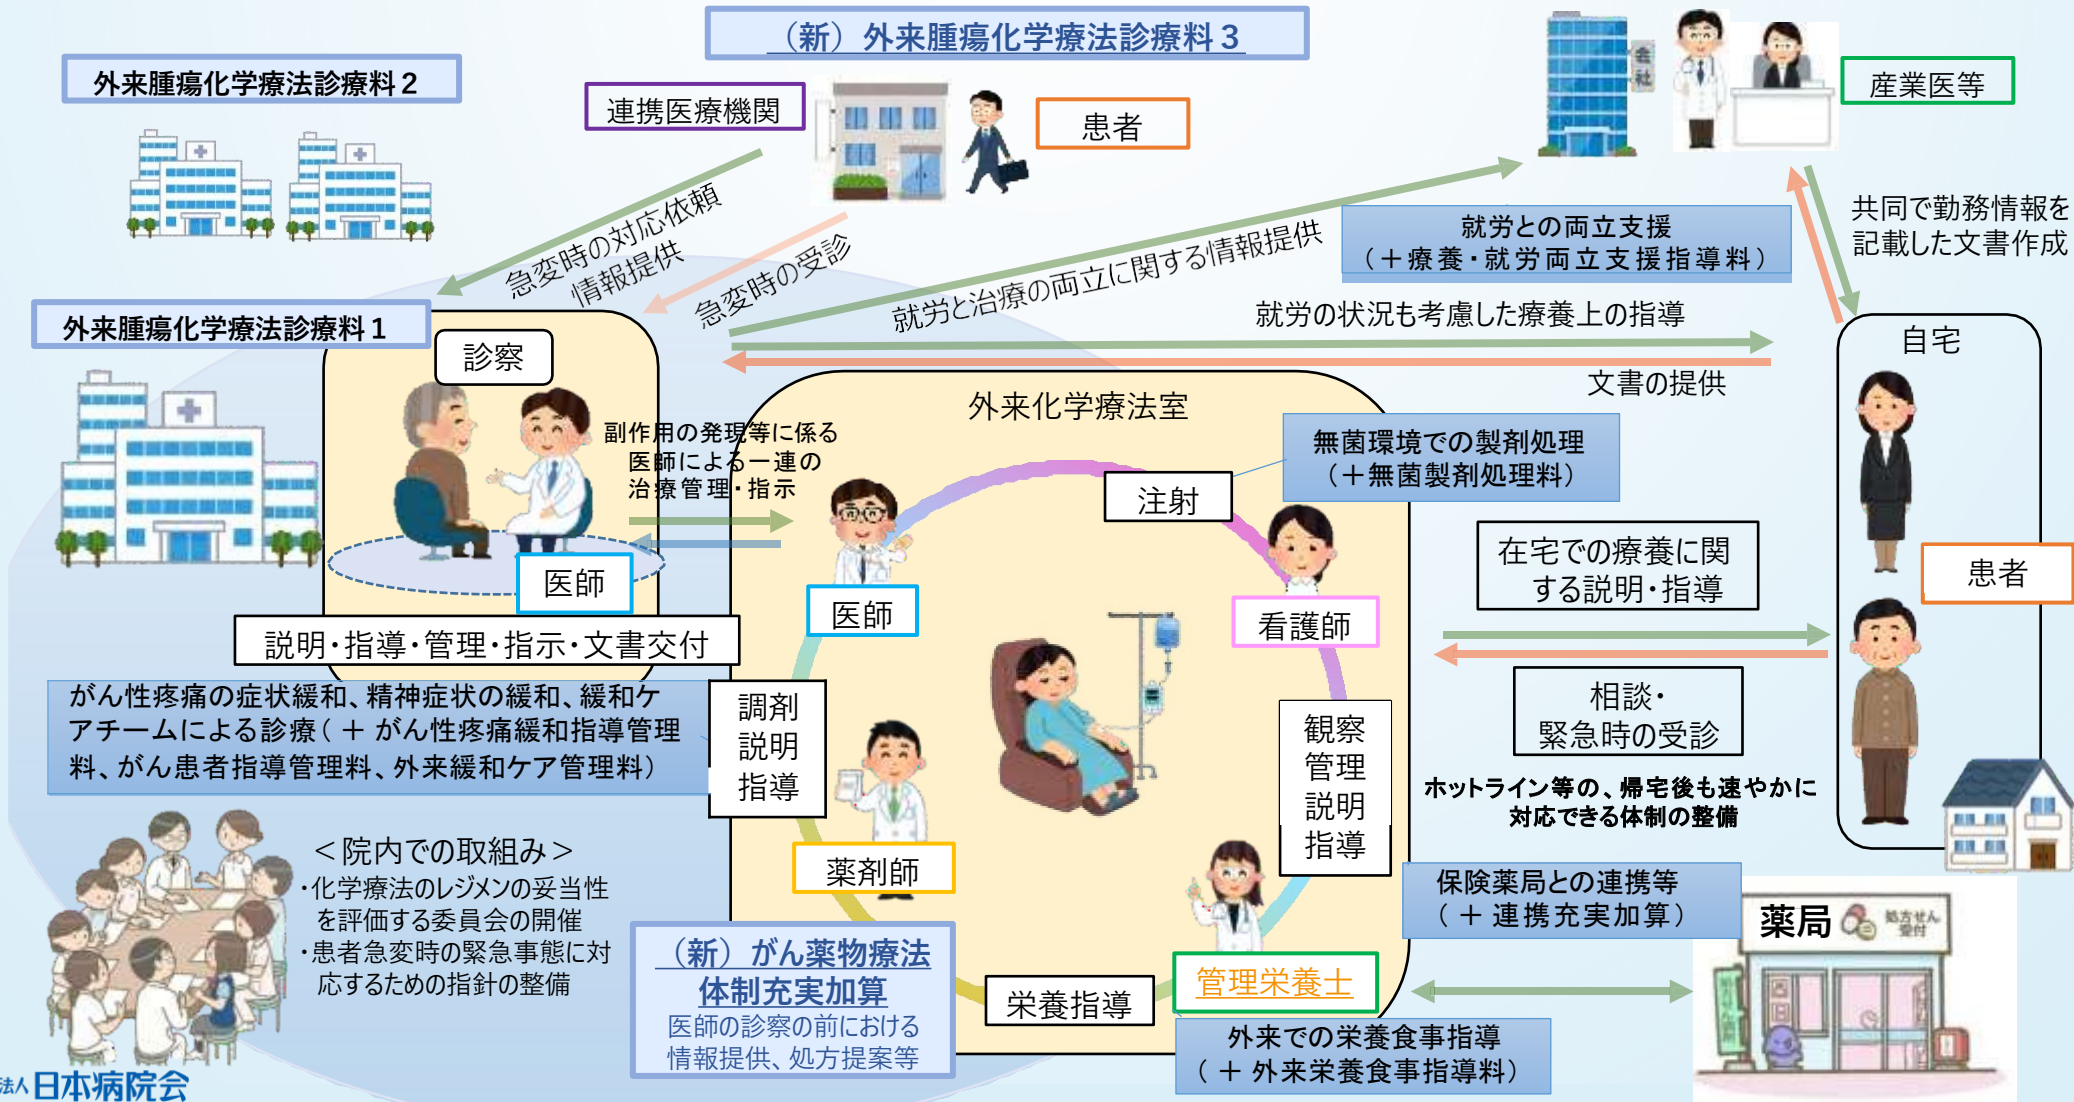 （新）外来腫瘍化学療法診療料３
外来腫瘍化学療法診療料２
連携医療機関
患者
会社
産業医等
急変時の対応依頼
情報提供
急変時の受診
就労と治療の両立に関する情報提供
就労との両立支援
（＋療養・就労両立支援指導料）
共同で勤務情報を
記載した文書作成
外来腫瘍化学療法診療料１
就労の状況も考慮した療養上の指導
文書の提供
自宅
診察
副作用の発現等に係る
医師による一連の
治療管理・指示
医師
説明・指導・管理・指示・文書交付
外来化学療法室
無菌環境での製剤処理
（＋無菌製剤処理料）
注射
医師
看護師
在宅での療養に関
する説明・指導
患者
相談・
緊急時の受診
ホットライン等の、帰宅後も速やかに
対応できる体制の整備
がん性疼痛の症状緩和、精神症状の緩和、緩和ケ
アチームによる診療（ ＋ がん性疼痛緩和指導管理
料、がん患者指導管理料、外来緩和ケア管理料）
調剤
説明
指導
観察
管理
説明
指導
薬剤師
＜院内での取組み＞
・化学療法のレジメンの妥当性
を評価する委員会の開催
・患者急変時の緊急事態に対
応するための指針の整備
（新）がん薬物療法
体制充実加算
医師の診察の前における
情報提供、処方提案等
栄養指導
管理栄養士
外来での栄養食事指導
（ ＋ 外来栄養食事指導料）
保険薬局との連携等
（ ＋ 連携充実加算）
薬局
処方せん
受付
法人 日本病院会